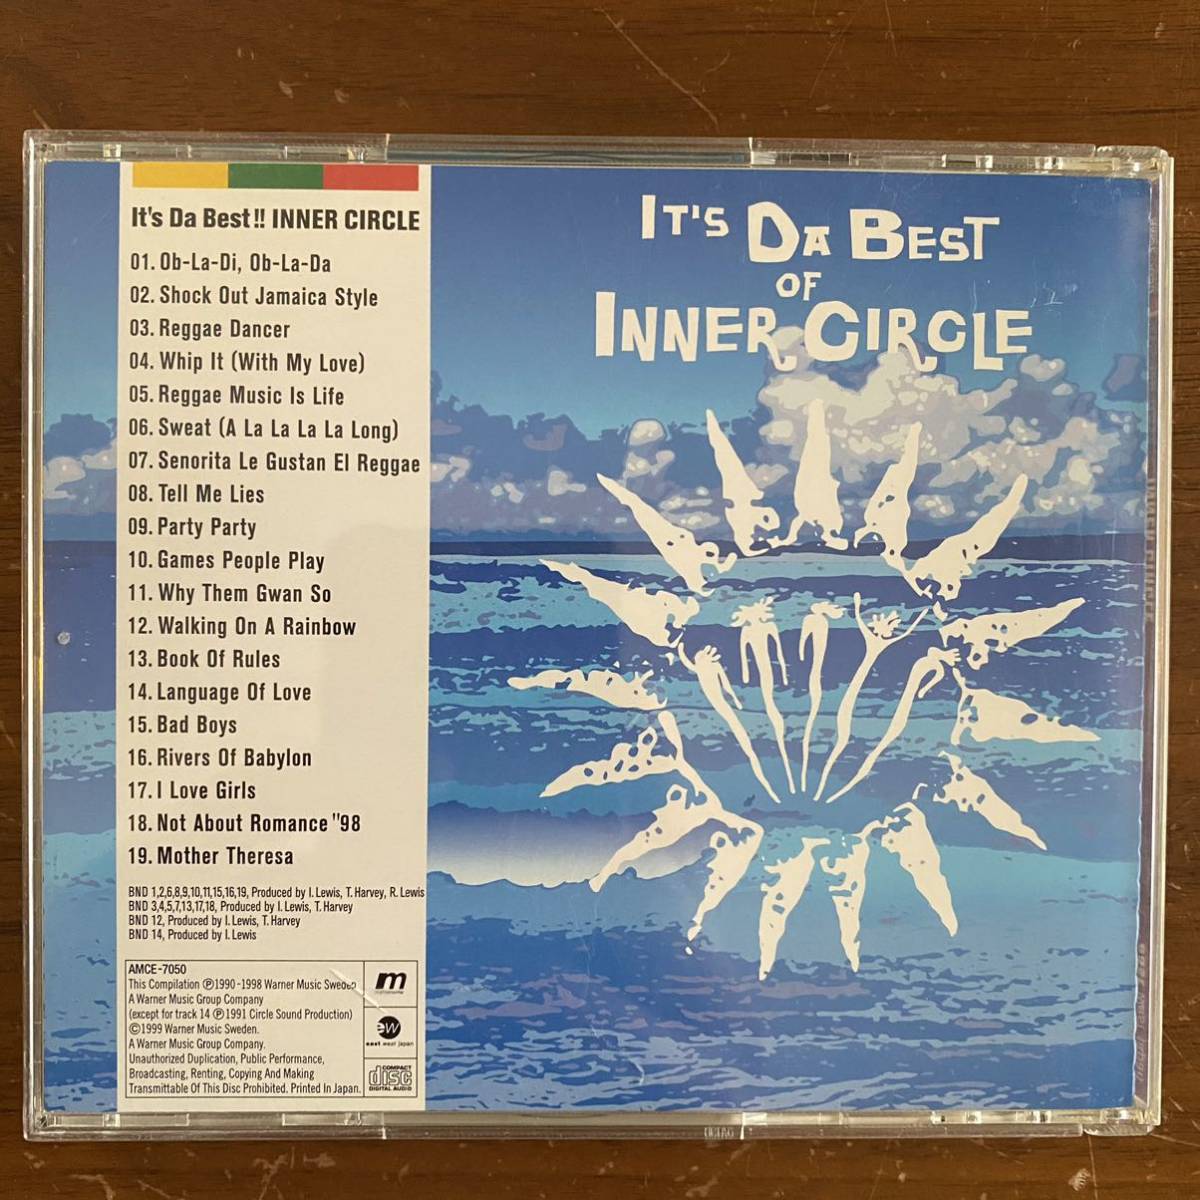 It's Da Best!! INNER CIRCLE
01. Ob-La-Di, Ob-La-Da
02. Shock Out Jamaica Style
03. Reggae Dancer
04. Whip It (With My Love)
05. Reggae Music Is Life
06. Sweat (A La La La La Long)
07. Senorita Le Gustan El Reggae
08. Tell Me Lies
09. Party Party
10. Games People Play
11. Why Them Gwan So
12. Walking On A Rainbow
13. Book Of Rules
14. Language Of Love
15. Bad Boys
16. Rivers Of Babylon
17. I Love Girls
18. Not About Romance "98
19. Mother Theresa
BND 1,2,6,8,9,10,11,15,16,19, Produced by I. Lewis, T. Harvey, R. Lewis
BND 3,4,5,7,13,17,18, Produced by I. Lewis, T. Harvey
BND 12, Produced by I. Lewis, T. Harvey
BND 14, Produced by I. Lewis
AMCE-7050
This Compilation Ⓟ1990-1998 Warner Music Sweden
A Warner Music Group Company
(except for track 14 Ⓟ1991 Circle Sound Production)
©1999 Warner Music Sweden.
A Warner Music Group Company.
Unauthorized Duplication, Public Performance,
Broadcasting, Renting, Copying And Making
Transmittable Of This Disc Prohibited. Printed In Japan.
m
ew
east west japan
COMPACT
disc
DIGITAL AUDIO
IT'S DA BEST
OF
INNER CIRCLE